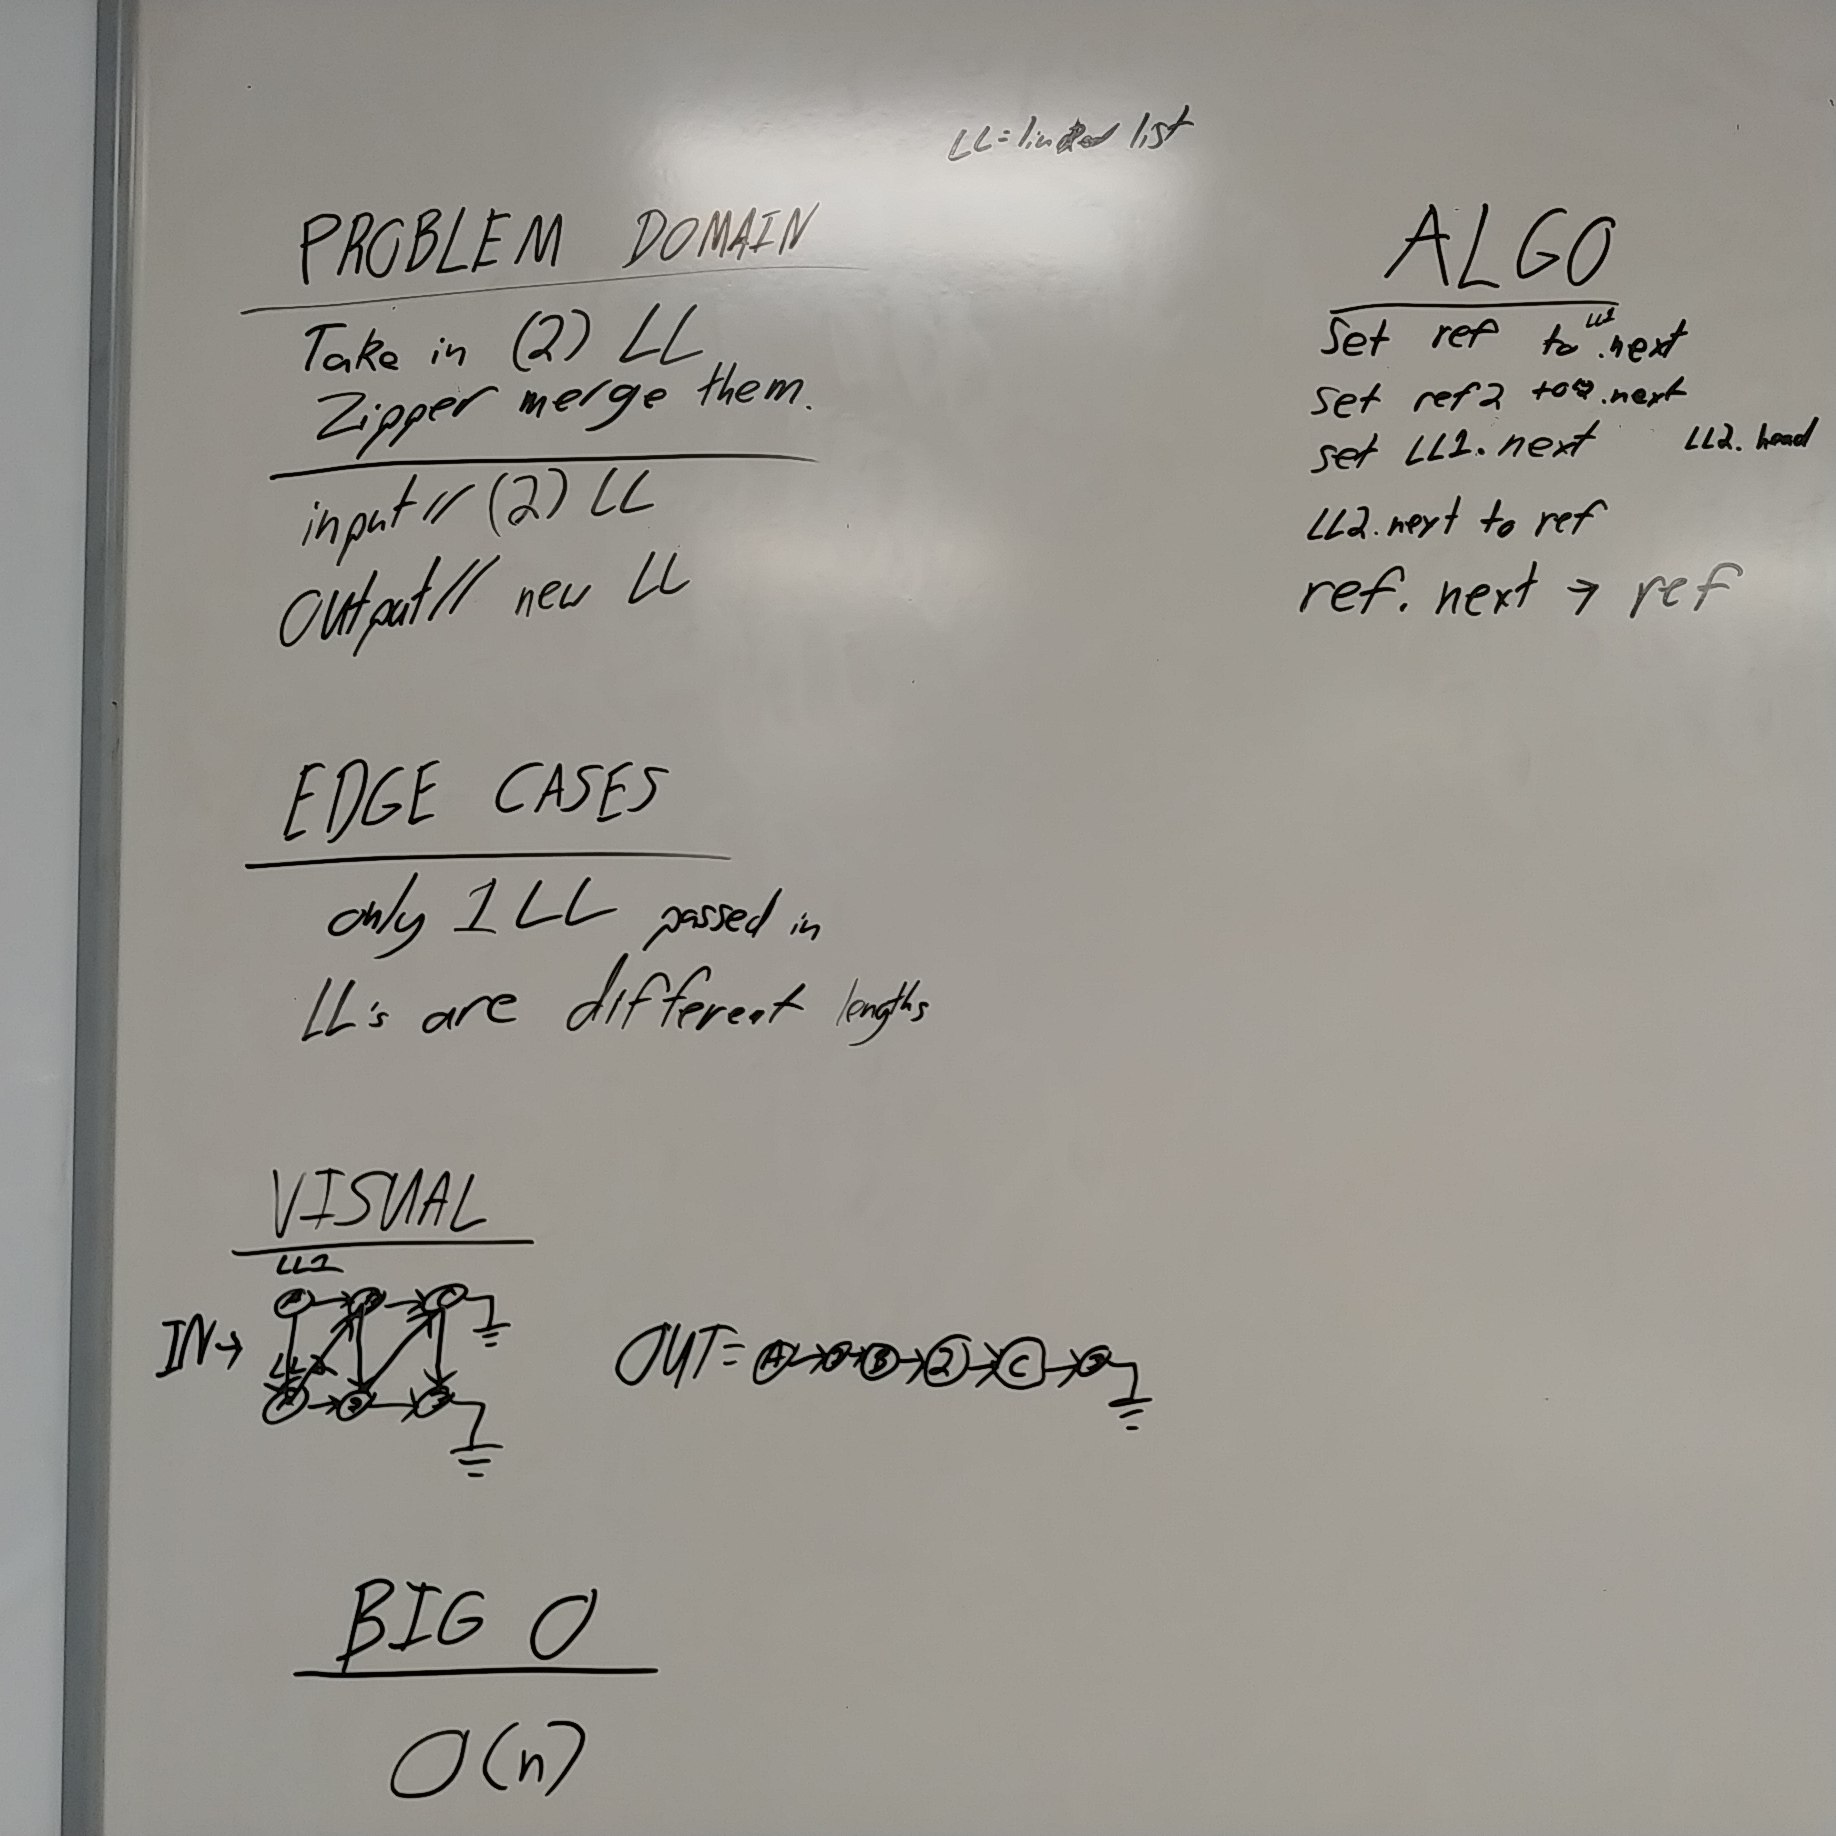 LL = linked list
PROBLEM DOMAIN
Take in (2) LL
Zipper merge them.
input // (2) LL
Output // new LL
EDGE CASES
only 1 LL passed in
LL's are different lengths
VISUAL
LL1
IN→
A B C
LL2
2
OUT= A B 2 C
BIG O
O(n)
ALGO
Set ref to LL1.next
set ref2 to .next
set LL1.next LL2.head
LL2.next to ref
ref.next → ref